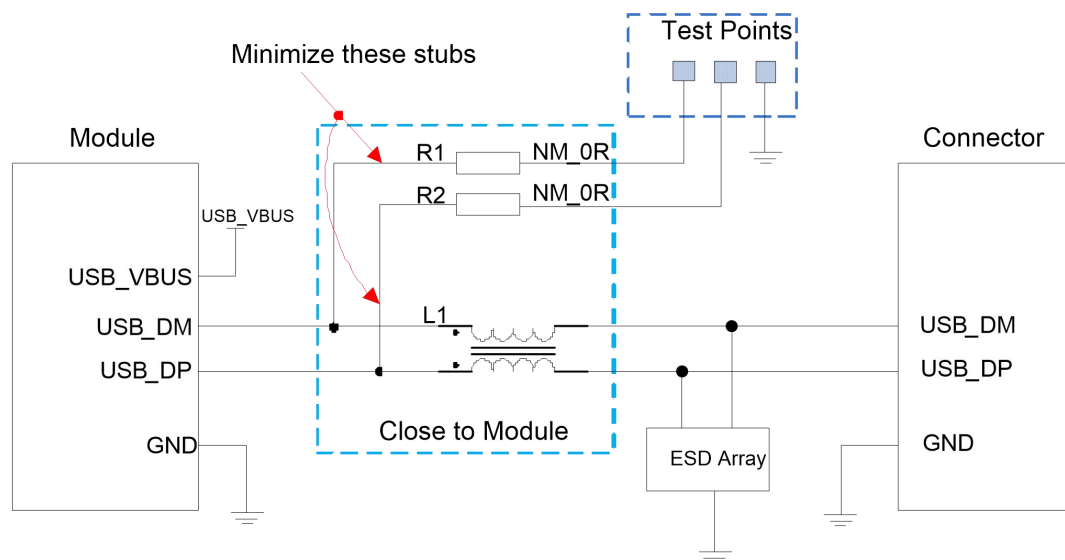 Test Points
Minimize these stubs
Module
Connector
R1
NM_0R
R2
NM_0R
USB_VBUS
USB_VBUS
USB_DM
L1
USB_DM
USB_DP
USB_DP
Close to Module
GND
GND
ESD Array